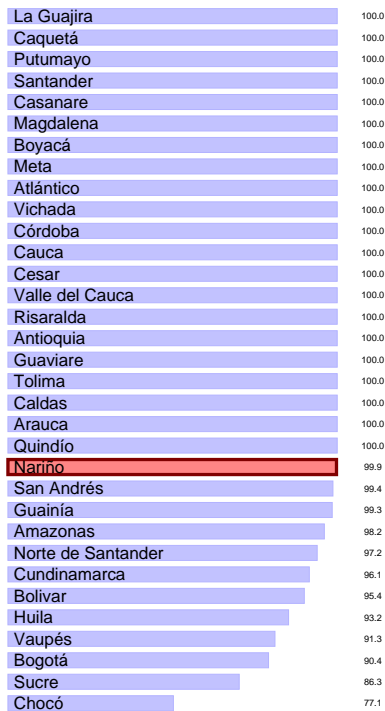 La Guajira 100.0
Caquetá 100.0
Putumayo 100.0
Santander 100.0
Casanare 100.0
Magdalena 100.0
Boyacá 100.0
Meta 100.0
Atlántico 100.0
Vichada 100.0
Córdoba 100.0
Cauca 100.0
Cesar 100.0
Valle del Cauca 100.0
Risaralda 100.0
Antioquia 100.0
Guaviare 100.0
Tolima 100.0
Caldas 100.0
Arauca 100.0
Quindío 100.0
Nariño 99.9
San Andrés 99.4
Guainía 99.3
Amazonas 98.2
Norte de Santander 97.2
Cundinamarca 96.1
Bolivar 95.4
Huila 93.2
Vaupés 91.3
Bogotá 90.4
Sucre 86.3
Chocó 77.1